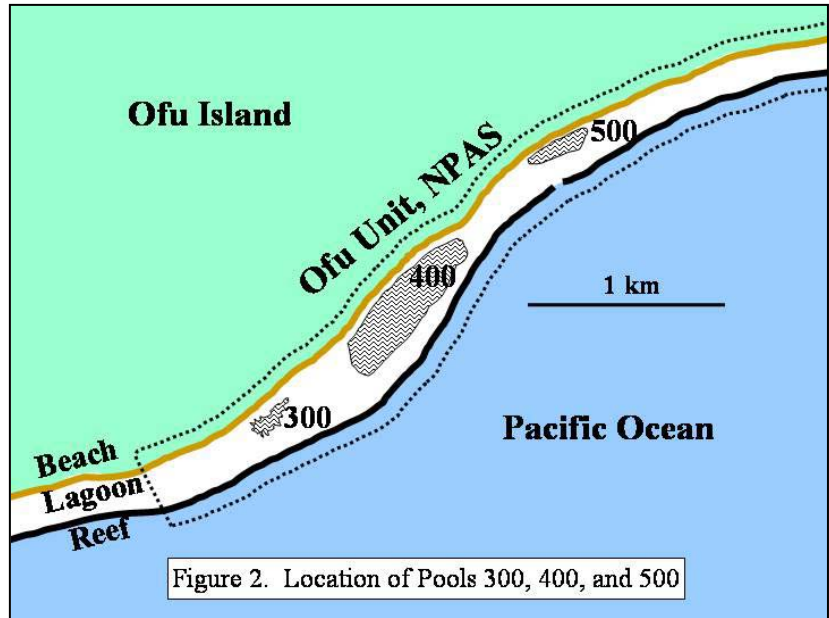 Ofu Island
500
Ofu Unit, NPAS
400
1 km
300
Pacific Ocean
Beach
Lagoon
Reef
Figure 2. Location of Pools 300, 400, and 500